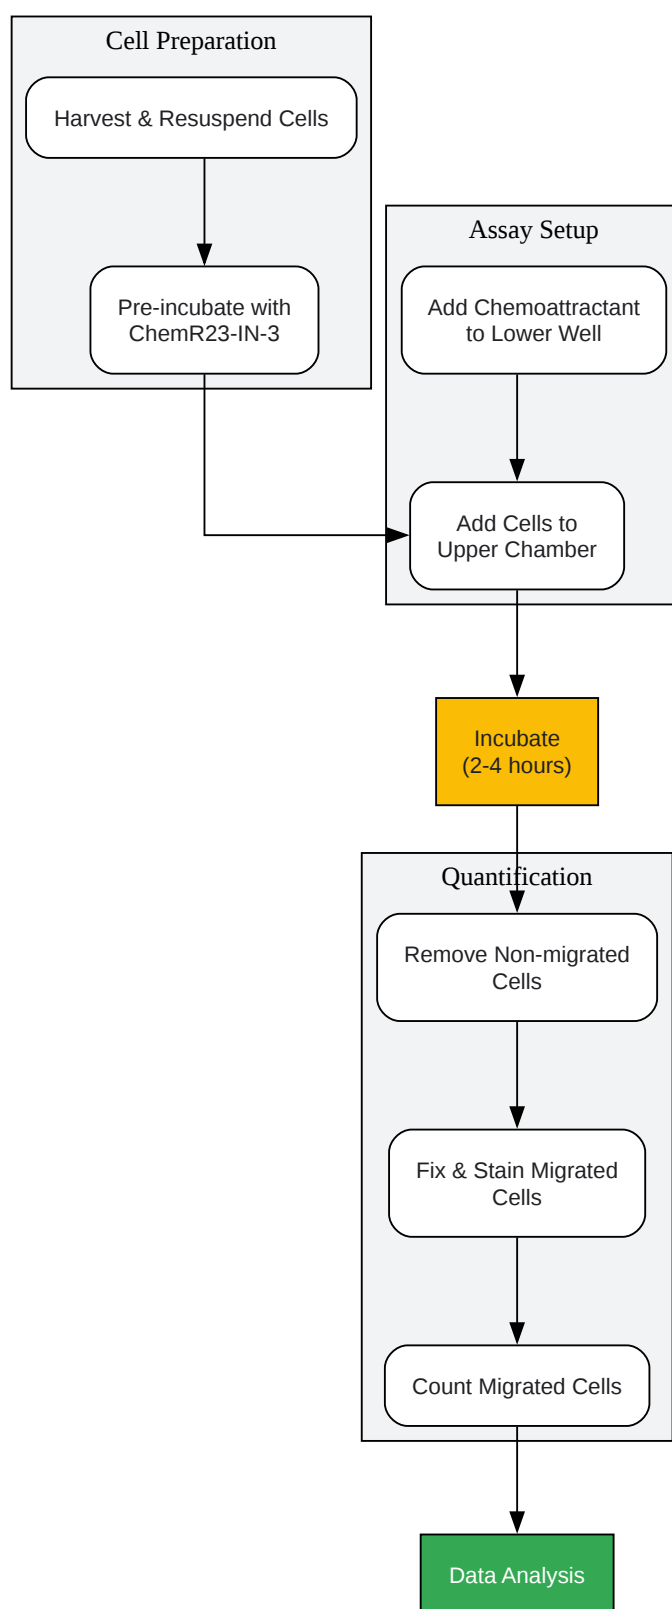 Cell Preparation
Harvest & Resuspend Cells
Pre-incubate with
ChemR23-IN-3
Assay Setup
Add Chemoattractant
to Lower Well
Add Cells to
Upper Chamber
Incubate
(2-4 hours)
Quantification
Remove Non-migrated
Cells
Fix & Stain Migrated
Cells
Count Migrated Cells
Data Analysis